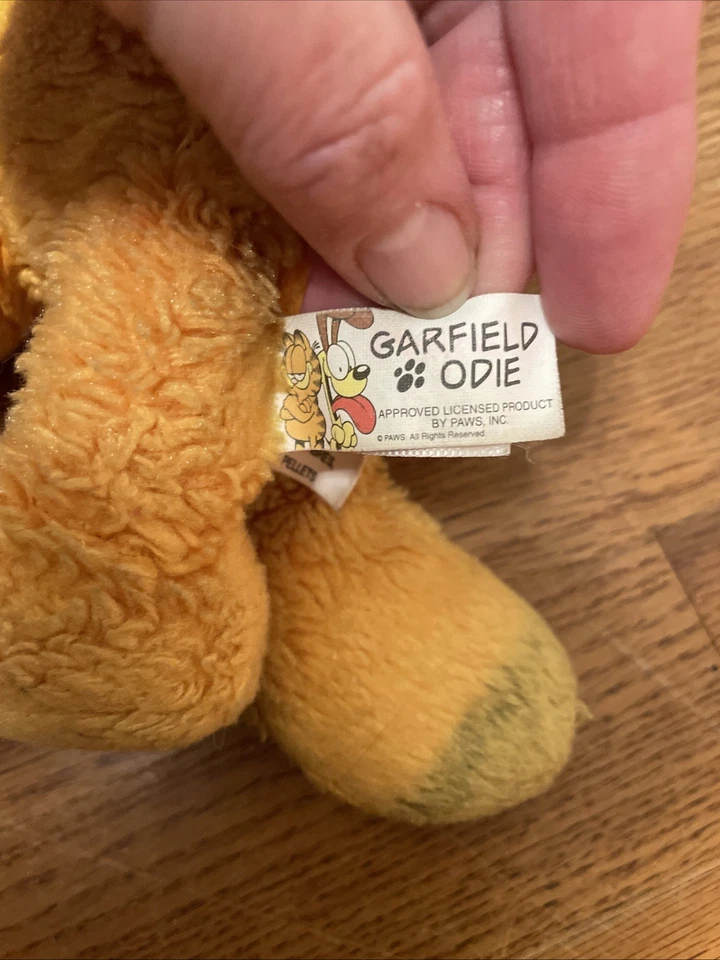 GARFIELD
ODIE
APPROVED LICENSED PRODUCT
BY PAWS, INC.
© PAWS. All Rights Reserved.
PELLETS